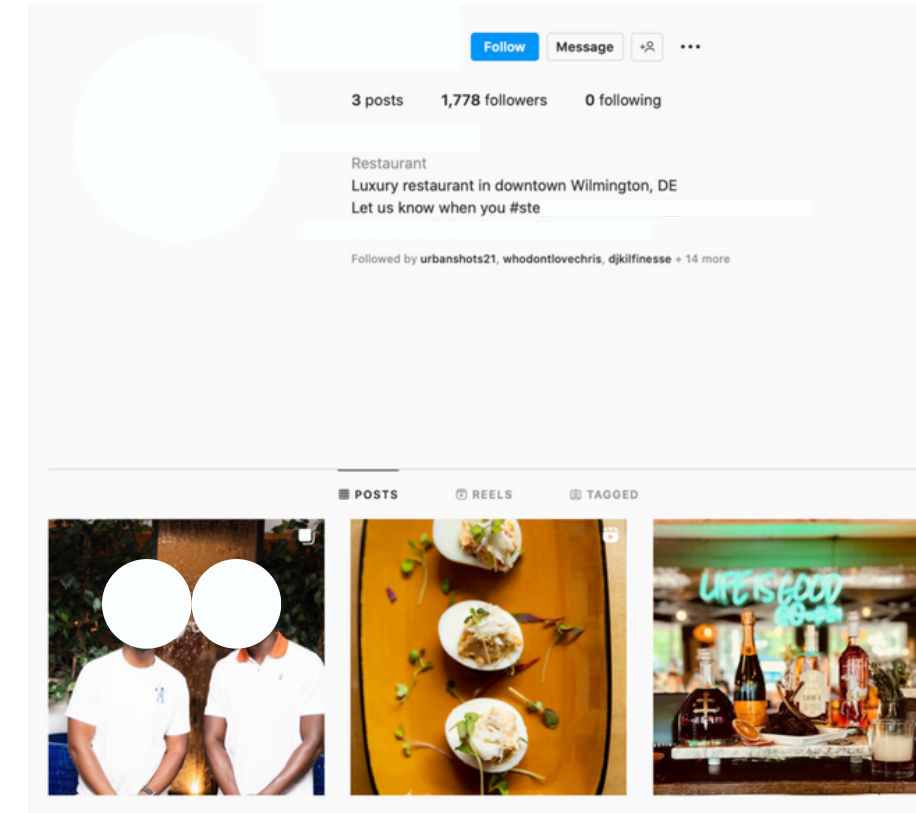 Follow Message
3 posts 1,778 followers 0 following
Restaurant
Luxury restaurant in downtown Wilmington, DE
Let us know when you #ste
Followed by urbanshots21, whodontlovechris, djkilfinesse + 14 more
POSTS REELS TAGGED
LIFE IS GOOD